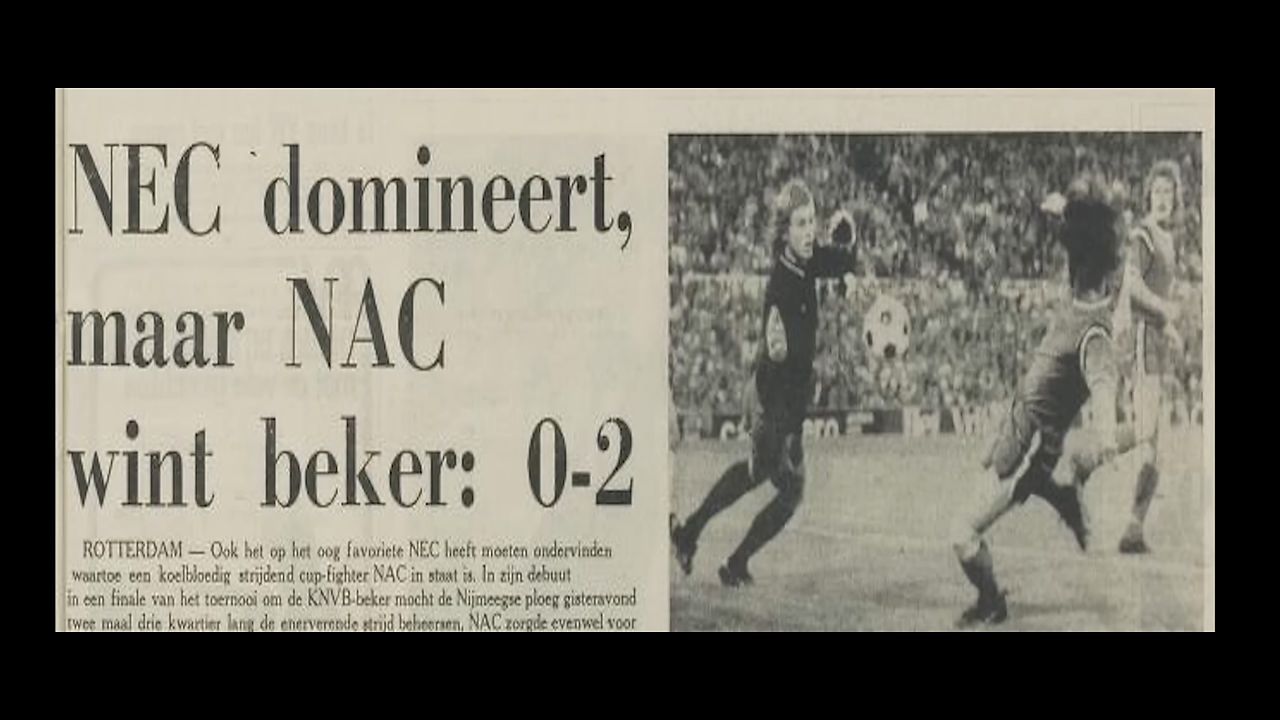 NEC domineert,
maar NAC
wint beker: 0-2
ROTTERDAM — Ook het op het oog favoriete NEC heeft moeten ondervinden
waartoe een koelbloedig strijdend cup-fighter NAC in staat is. In zijn debuut
in een finale van het toernooi om de KNVB-beker mocht de Nijmeegse ploeg gisteravond
twee maal drie kwartier lang de enerverende strijd beheersen, NAC zorgde evenwel voor